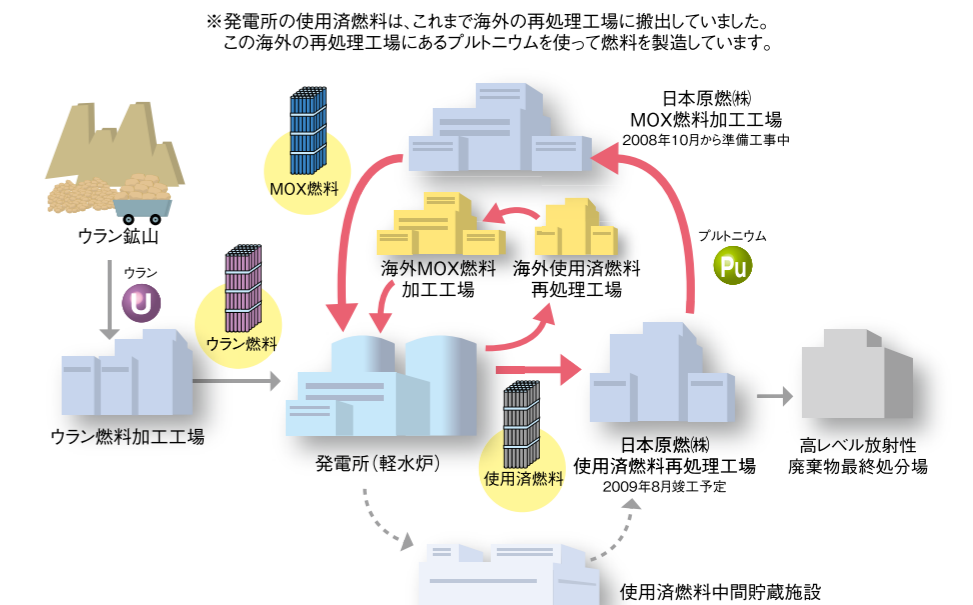 ※発電所の使用済燃料は、これまで海外の再処理工場に搬出していました。
この海外の再処理工場にあるプルトニウムを使って燃料を製造しています。
日本原燃㈱
MOX燃料加工工場
2008年10月から準備工事中
MOX燃料
ウラン鉱山
プルトニウム
Pu
海外MOX燃料
加工工場
海外使用済燃料
再処理工場
ウラン
U
ウラン燃料
ウラン燃料加工工場
発電所（軽水炉）
使用済燃料
日本原燃㈱
使用済燃料再処理工場
2009年8月竣工予定
高レベル放射性
廃棄物最終処分場
使用済燃料中間貯蔵施設